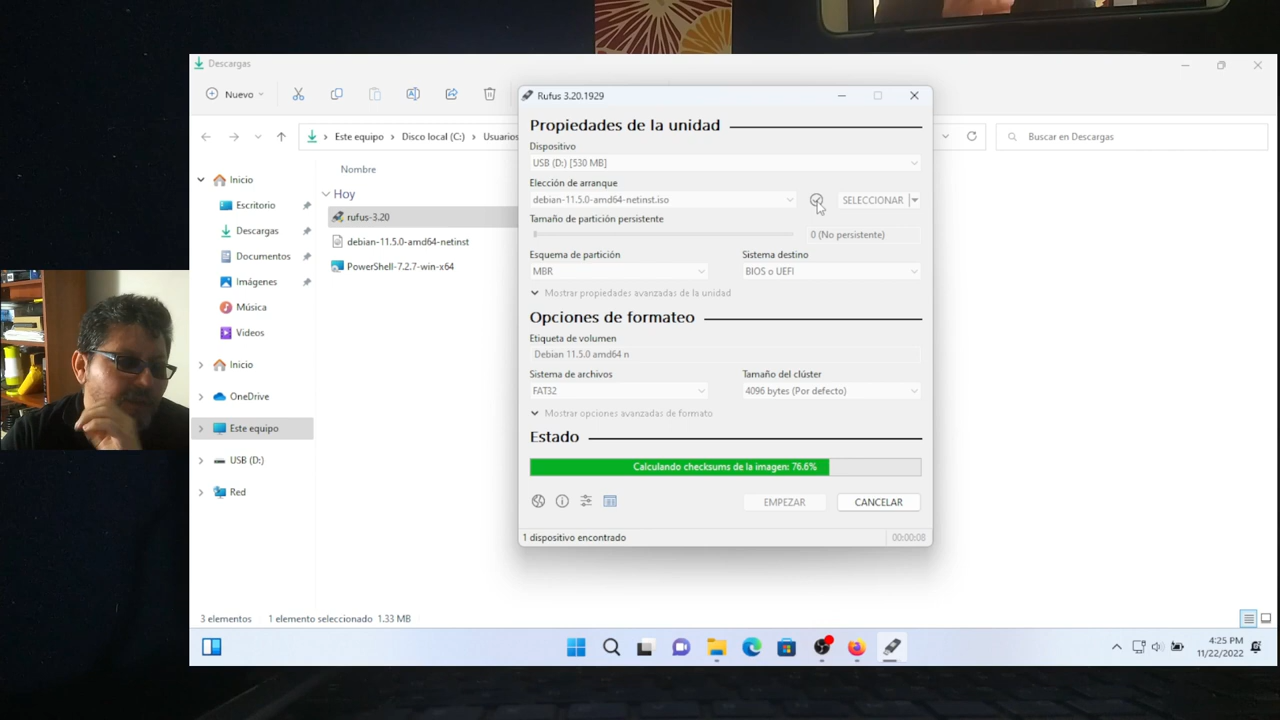 Descargas
Nuevo
Este equipo > Disco local (C:) > Usuarios
Buscar en Descargas
Inicio
Escritorio
Descargas
Documentos
Imágenes
Música
Videos
Inicio
OneDrive
Este equipo
USB (D:)
Red
Nombre
Hoy
rufus-3.20
debian-11.5.0-amd64-netinst
PowerShell-7.2.7-win-x64
Rufus 3.20.1929
Propiedades de la unidad
Dispositivo
USB (D:) [530 MB]
Elección de arranque
debian-11.5.0-amd64-netinst.iso
SELECCIONAR
Tamaño de partición persistente
0 (No persistente)
Esquema de partición
Sistema destino
MBR
BIOS o UEFI
Mostrar propiedades avanzadas de la unidad
Opciones de formateo
Etiqueta de volumen
Debian 11.5.0 amd64 n
Sistema de archivos
Tamaño del clúster
FAT32
4096 bytes (Por defecto)
Mostrar opciones avanzadas de formato
Estado
Calculando checksums de la imagen: 76.6%
EMPEZAR
CANCELAR
1 dispositivo encontrado
00:00:08
3 elementos
1 elemento seleccionado 1.33 MB
4:25 PM
11/22/2022